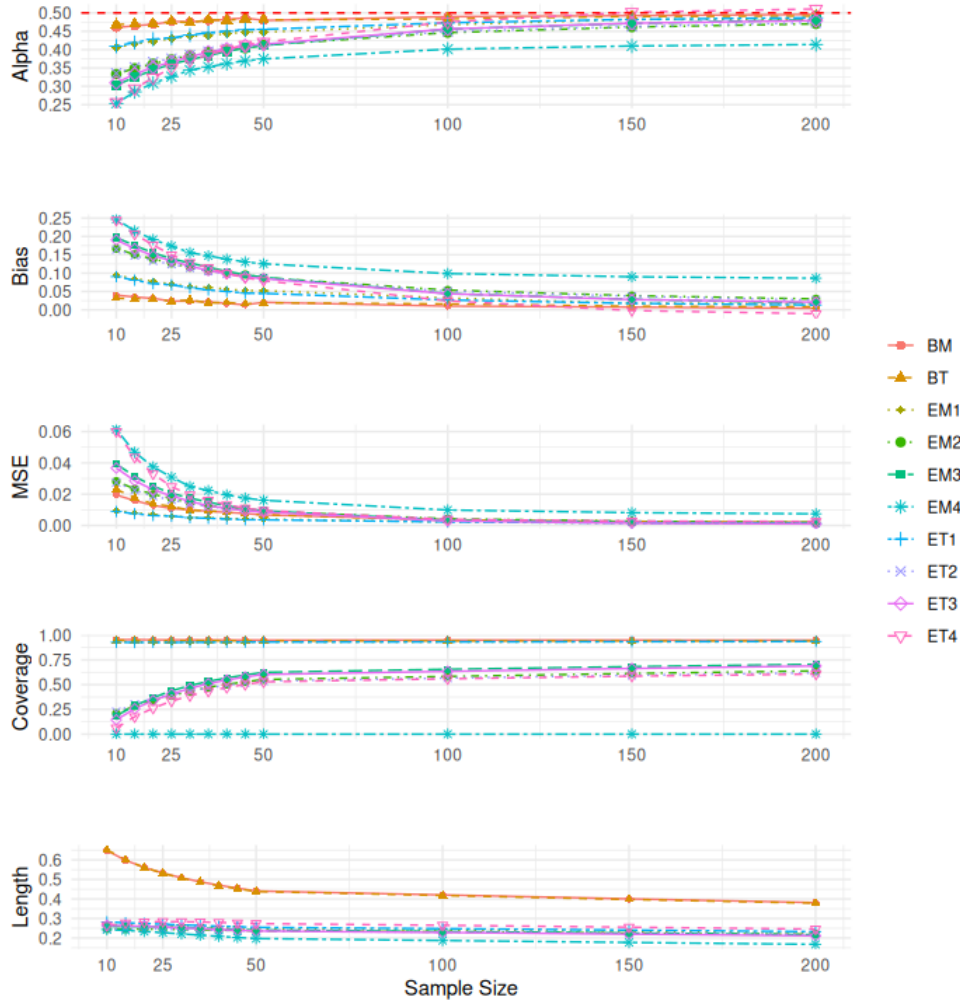 Alpha
0.50
0.45
0.40
0.35
0.30
0.25
10 25 50 100 150 200
Bias
0.25
0.20
0.15
0.10
0.05
0.00
10 25 50 100 150 200
MSE
0.06
0.04
0.02
0.00
10 25 50 100 150 200
Coverage
1.00
0.75
0.50
0.25
0.00
10 25 50 100 150 200
Length
0.6
0.5
0.4
0.3
0.2
10 25 50 100 150 200
Sample Size
BM
BT
EM1
EM2
EM3
EM4
ET1
ET2
ET3
ET4